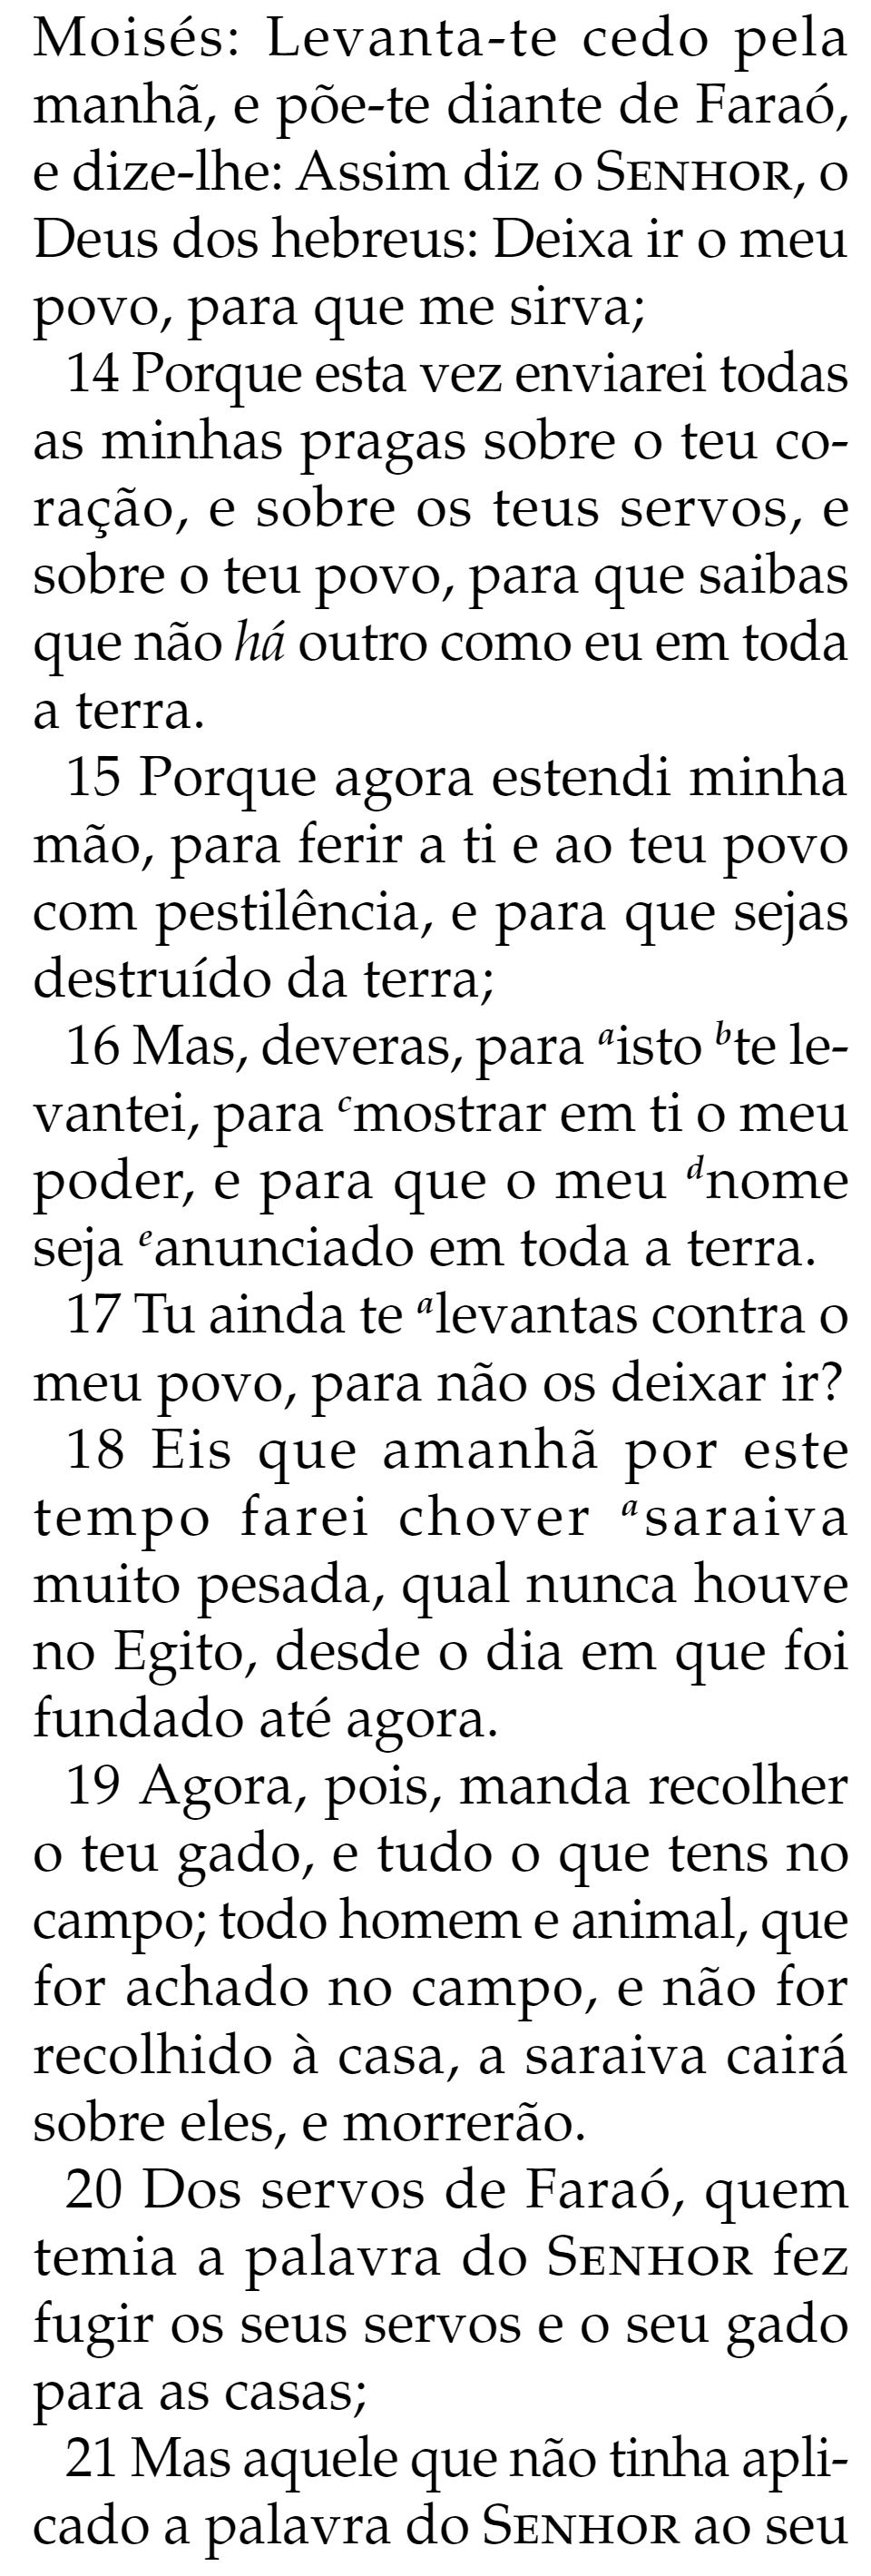 Moisés: Levanta-te cedo pela
manhã, e põe-te diante de Faraó,
e dize-lhe: Assim diz o SENHOR, o
Deus dos hebreus: Deixa ir o meu
povo, para que me sirva;
14 Porque esta vez enviarei todas
as minhas pragas sobre o teu co-
ração, e sobre os teus servos, e
sobre o teu povo, para que saibas
que não há outro como eu em toda
a terra.
15 Porque agora estendi minha
mão, para ferir a ti e ao teu povo
com pestilência, e para que sejas
destruído da terra;
16 Mas, deveras, para aisto bte le-
vantei, para cmostrar em ti o meu
poder, e para que o meu dnome
seja eanunciado em toda a terra.
17 Tu ainda te alevantas contra o
meu povo, para não os deixar ir?
18 Eis que amanhã por este
tempo farei chover asaraiva
muito pesada, qual nunca houve
no Egito, desde o dia em que foi
fundado até agora.
19 Agora, pois, manda recolher
o teu gado, e tudo o que tens no
campo; todo homem e animal, que
for achado no campo, e não for
recolhido à casa, a saraiva cairá
sobre eles, e morrerão.
20 Dos servos de Faraó, quem
temia a palavra do SENHOR fez
fugir os seus servos e o seu gado
para as casas;
21 Mas aquele que não tinha apli-
cado a palavra do SENHOR ao seu